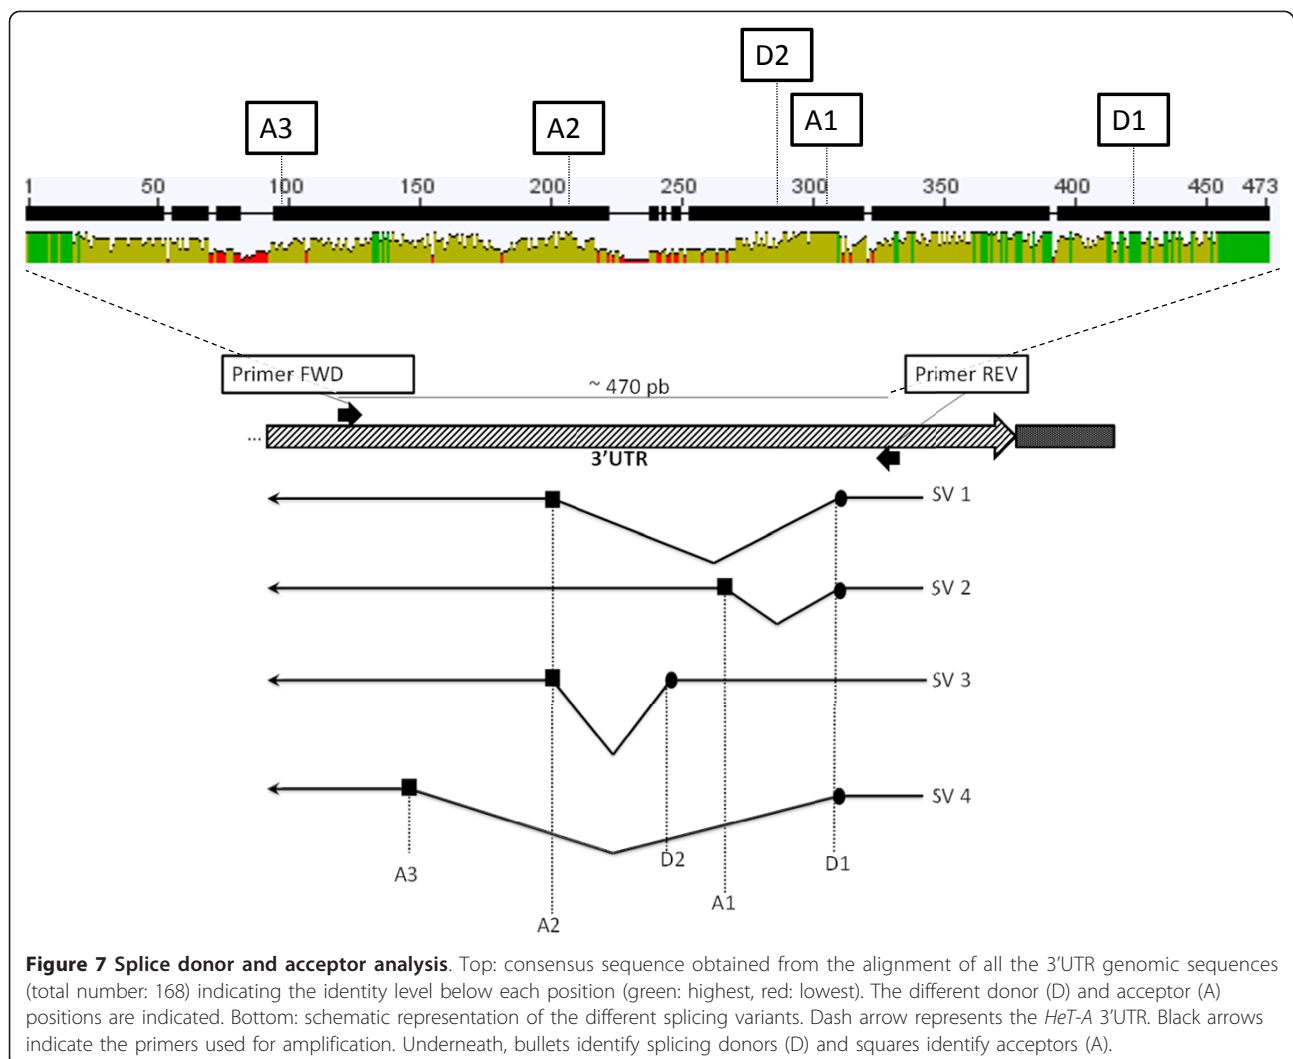 D2
A3
A2
A1
D1
1 50 100 150 200 250 300 350 400 450 473
Primer FWD
~ 470 pb
Primer REV
...
3'UTR
SV 1
SV 2
SV 3
SV 4
A3
D2
D1
A1
A2
Figure 7 Splice donor and acceptor analysis. Top: consensus sequence obtained from the alignment of all the 3'UTR genomic sequences
(total number: 168) indicating the identity level below each position (green: highest, red: lowest). The different donor (D) and acceptor (A)
positions are indicated. Bottom: schematic representation of the different splicing variants. Dash arrow represents the HeT-A 3'UTR. Black arrows
indicate the primers used for amplification. Underneath, bullets identify splicing donors (D) and squares identify acceptors (A).